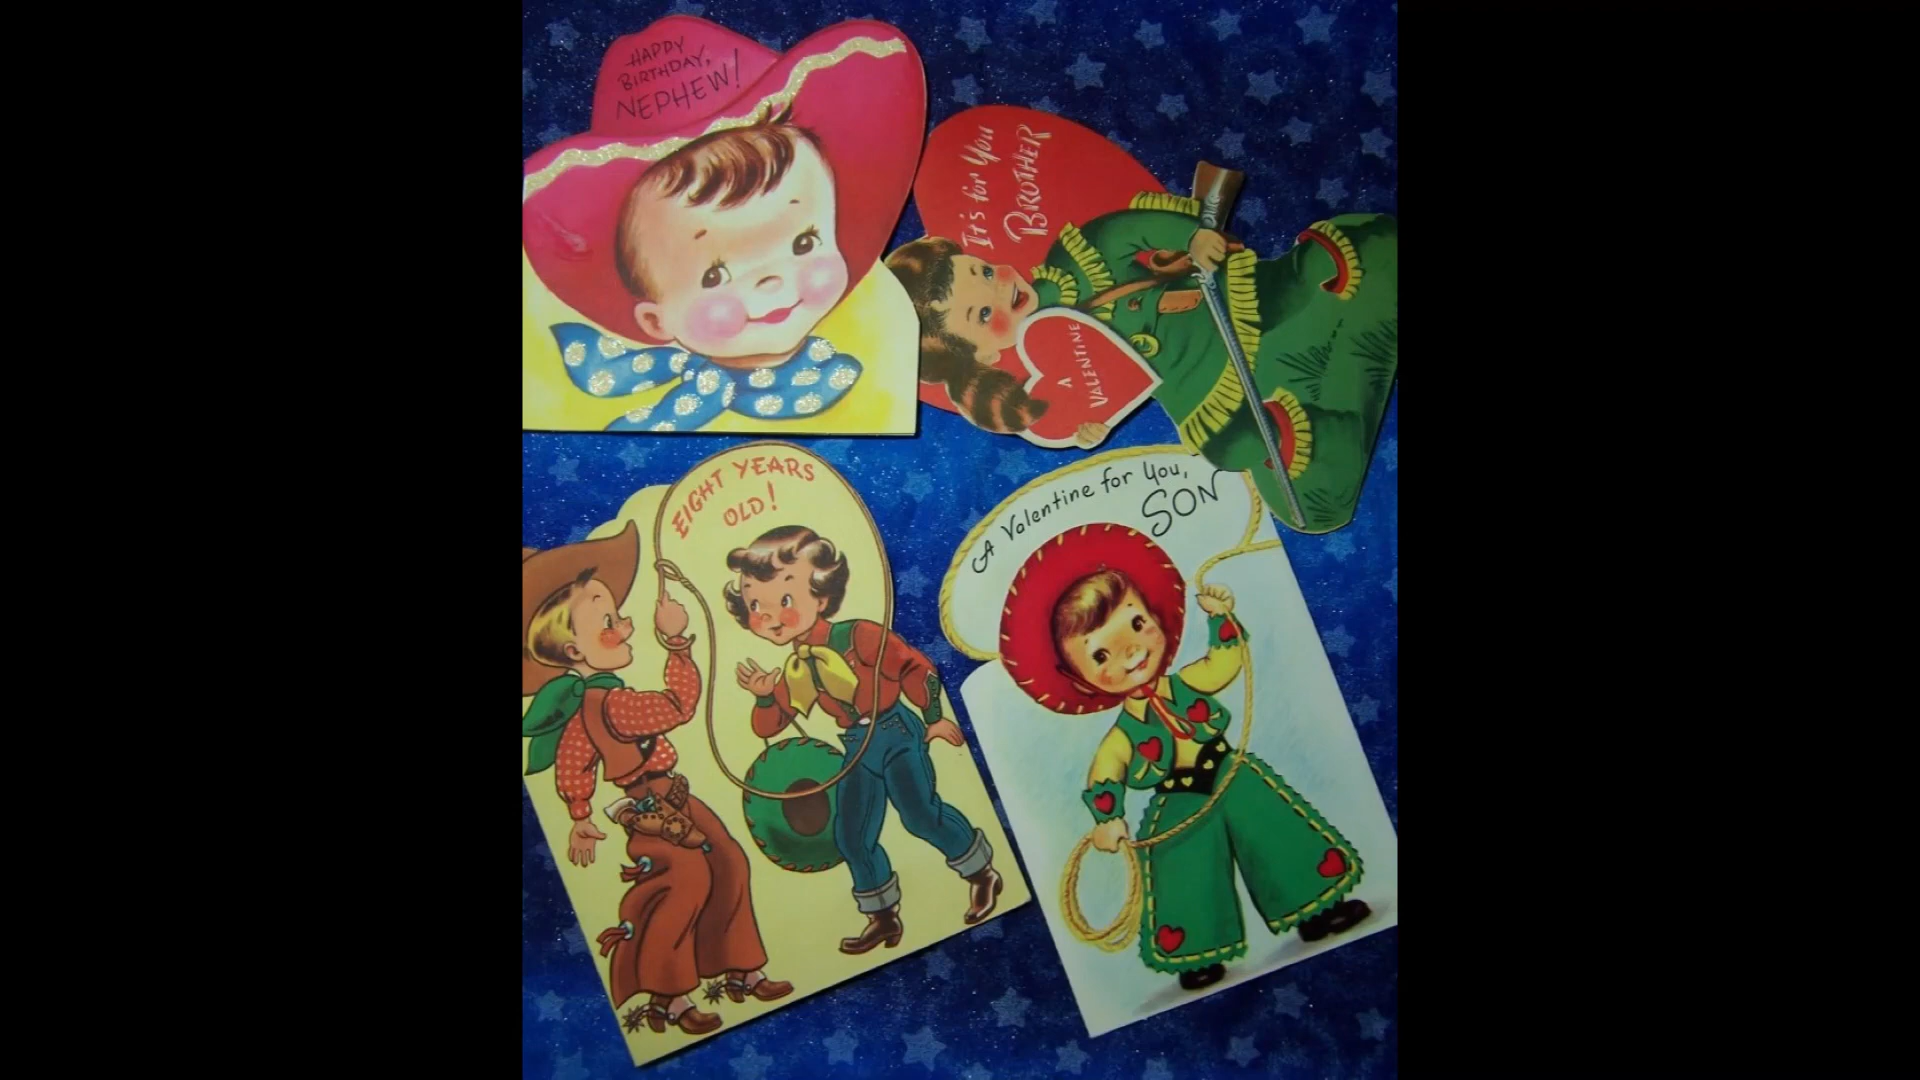 HAPPY
BIRTHDAY,
NEPHEW!
It's for You
BROTHER
A
VALENTINE
EIGHT YEARS
OLD!
A Valentine for You,
SON